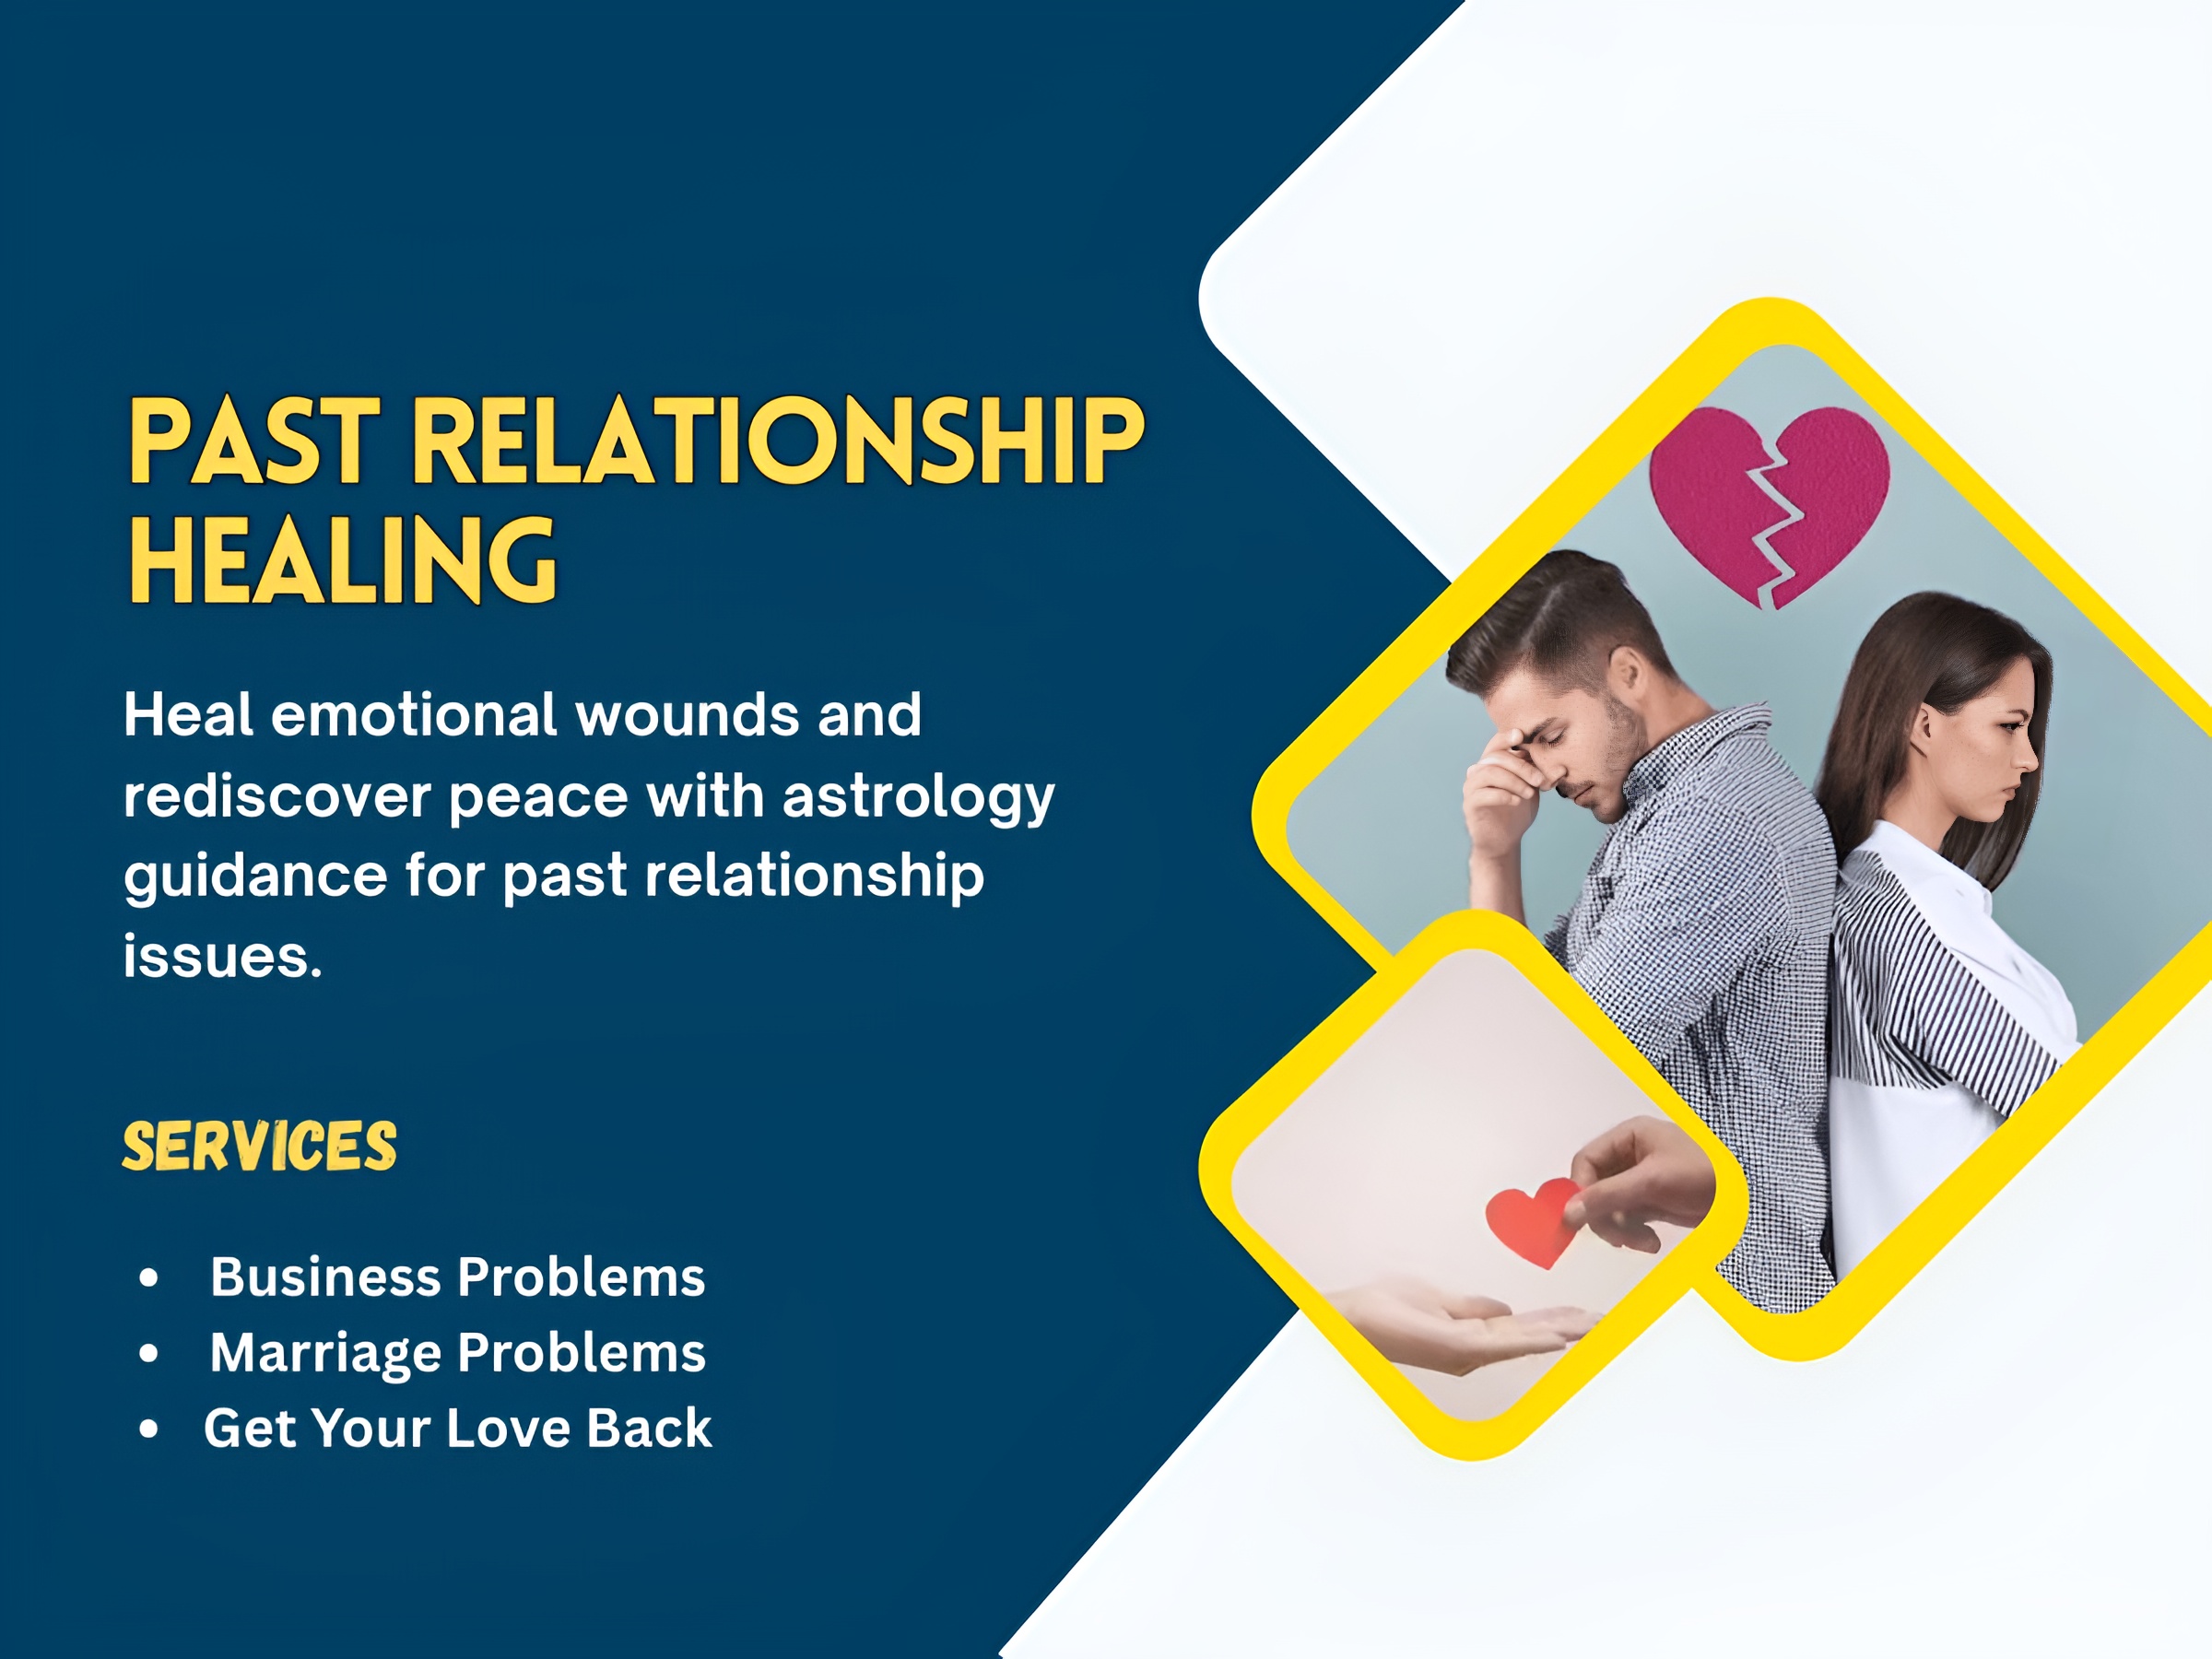 PAST RELATIONSHIP
HEALING
Heal emotional wounds and
rediscover peace with astrology
guidance for past relationship
issues.
SERVICES
• Business Problems
• Marriage Problems
• Get Your Love Back